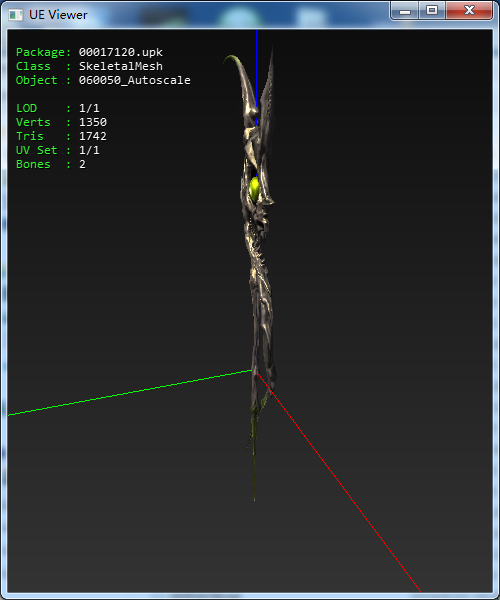 UE Viewer
Package: 00017120.upk
Class : SkeletalMesh
Object : 060050_Autoscale
LOD : 1/1
Verts : 1350
Tris : 1742
UV Set : 1/1
Bones : 2